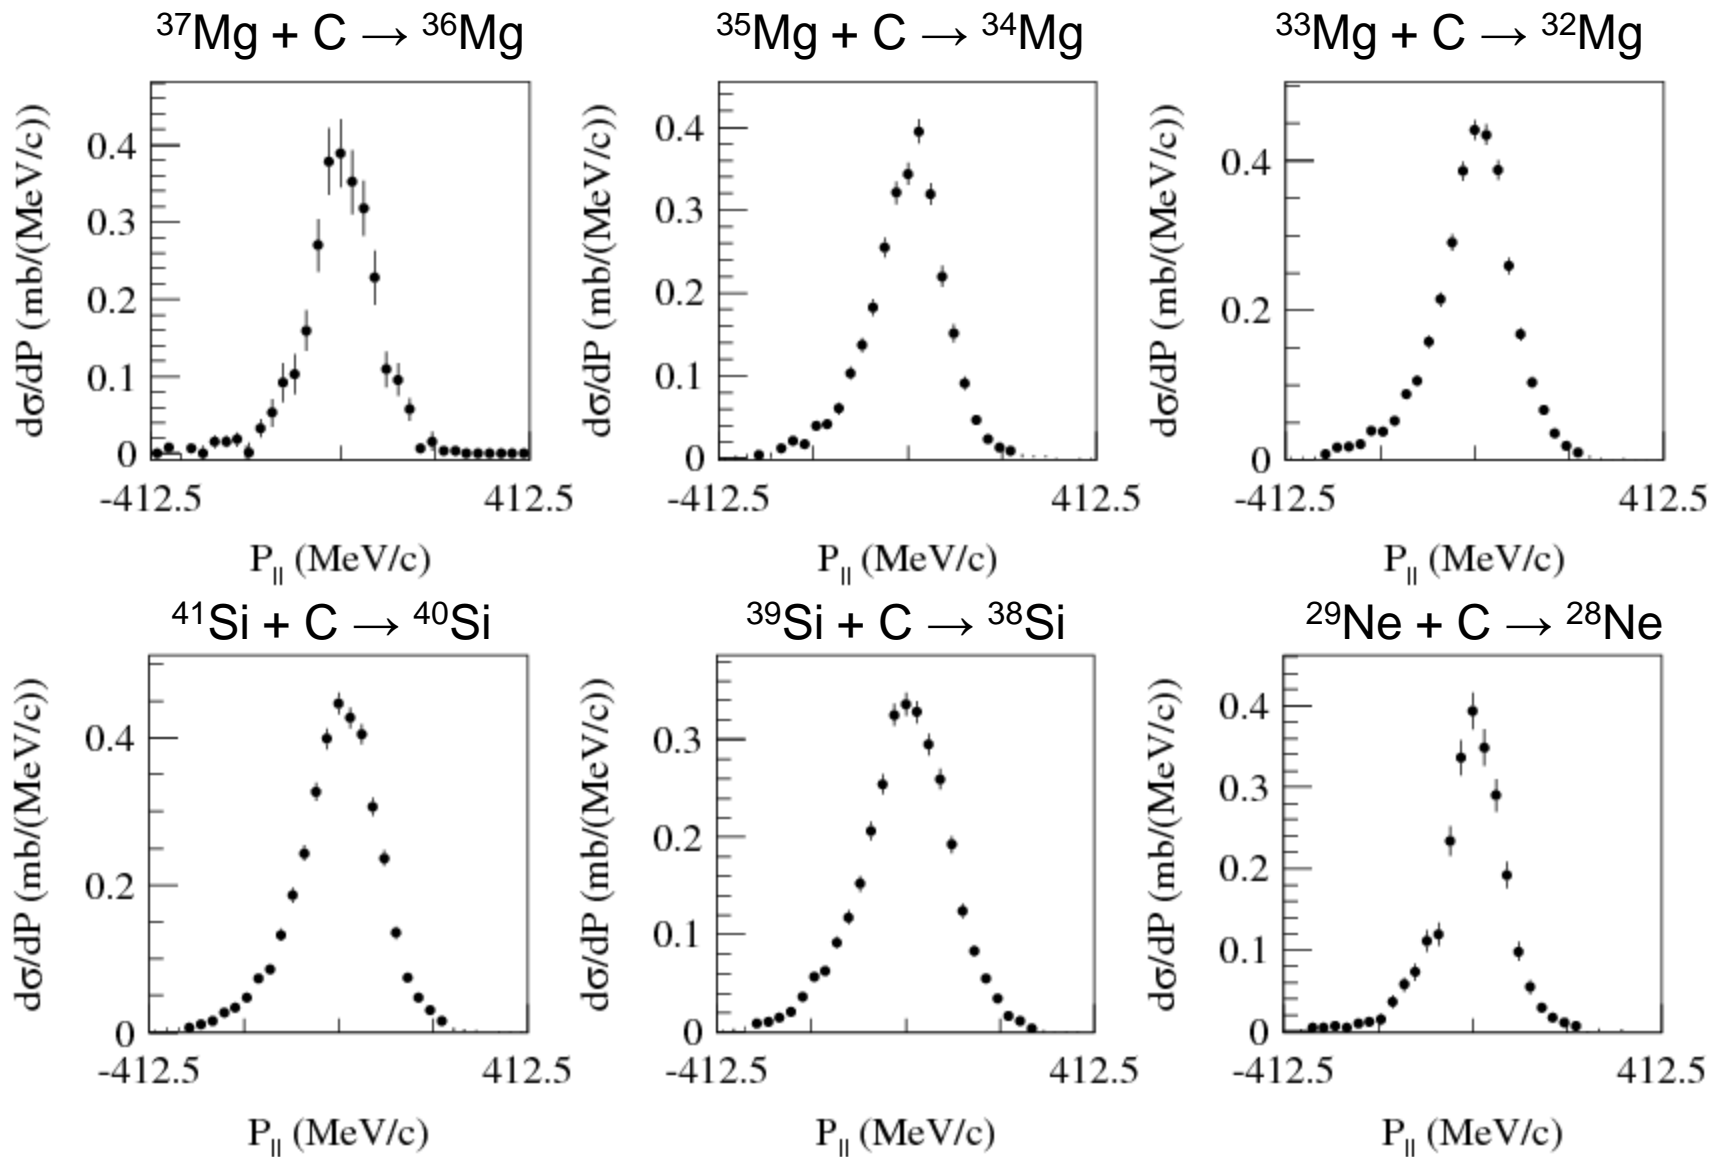 ³⁷Mg + C → ³⁶Mg
dσ/dP (mb/(MeV/c))
0.4
0.3
0.2
0.1
0
-412.5 412.5
P|| (MeV/c)
³⁵Mg + C → ³⁴Mg
dσ/dP (mb/(MeV/c))
0.4
0.3
0.2
0.1
0
-412.5 412.5
P|| (MeV/c)
³³Mg + C → ³²Mg
dσ/dP (mb/(MeV/c))
0.4
0.2
0
-412.5 412.5
P|| (MeV/c)
⁴¹Si + C → ⁴⁰Si
dσ/dP (mb/(MeV/c))
0.4
0.2
0
-412.5 412.5
P|| (MeV/c)
³⁹Si + C → ³⁸Si
dσ/dP (mb/(MeV/c))
0.3
0.2
0.1
0
-412.5 412.5
P|| (MeV/c)
²⁹Ne + C → ²⁸Ne
dσ/dP (mb/(MeV/c))
0.4
0.3
0.2
0.1
0
-412.5 412.5
P|| (MeV/c)